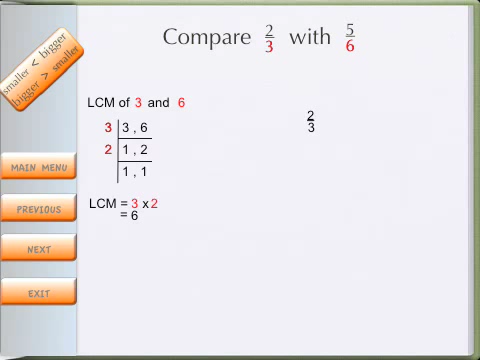 Compare 2/3 with 5/6
smaller < bigger
bigger > smaller
LCM of 3 and 6
3 | 3 , 6
2 | 1 , 2
1 , 1
LCM = 3 x 2
= 6
2
3
MAIN MENU
PREVIOUS
NEXT
EXIT